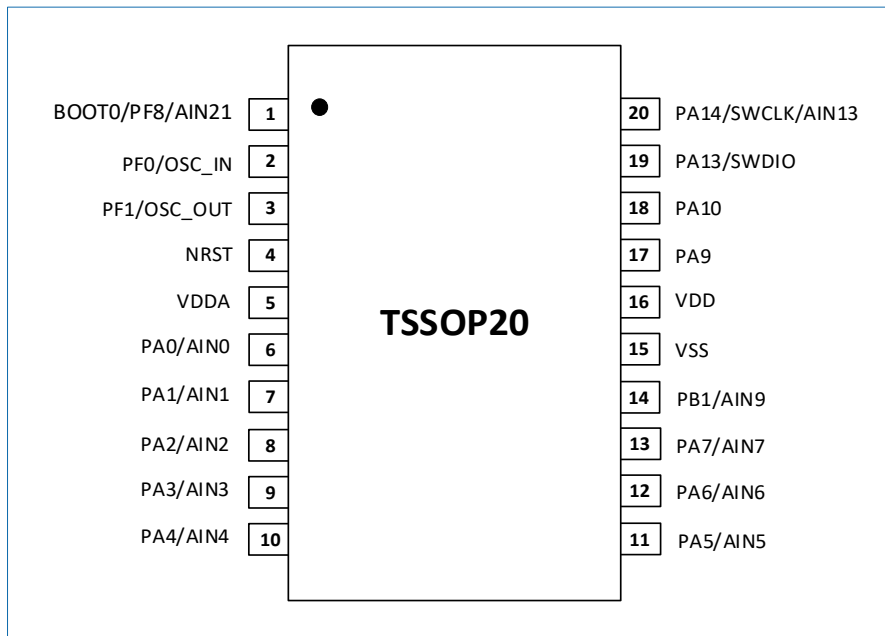 BOOT0/PF8/AIN21 1 20 PA14/SWCLK/AIN13
PF0/OSC_IN 2 19 PA13/SWDIO
PF1/OSC_OUT 3 18 PA10
NRST 4 17 PA9
VDDA 5 16 VDD
TSSOP20
PA0/AIN0 6 15 VSS
PA1/AIN1 7 14 PB1/AIN9
PA2/AIN2 8 13 PA7/AIN7
PA3/AIN3 9 12 PA6/AIN6
PA4/AIN4 10 11 PA5/AIN5